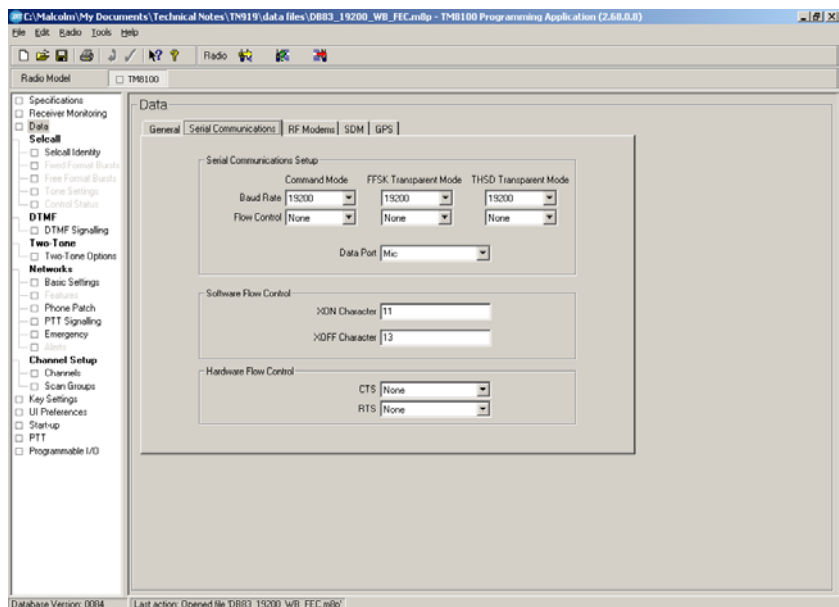 C:\Malcolm\My Documents\Technical Notes\TN919\data files\DB83_19200_WB_FEC.m8p - TM8100 Programming Application (2.68.0.8)
File Edit Radio Tools Help
Radio
Radio Model TM8100
Specifications
Receiver Monitoring
Data
Selcall
Selcall Identity
Fixed Format Bursts
Free Format Bursts
Tone Settings
Control Status
DTMF
DTMF Signalling
Two-Tone
Two-Tone Options
Networks
Basic Settings
Features
Phone Patch
PTT Signalling
Emergency
Alerts
Channel Setup
Channels
Scan Groups
Key Settings
UI Preferences
Start-up
PTT
Programmable I/O
Data
General Serial Communications RF Modems SDM GPS
Serial Communications Setup
Command Mode FFSK Transparent Mode THSD Transparent Mode
Baud Rate 19200 19200 19200
Flow Control None None None
Data Port Mic
Software Flow Control
XON Character 11
XOFF Character 13
Hardware Flow Control
CTS None
RTS None
Database Version: 0084 Last action: Opened file 'DB83_19200_WB_FEC.m8p'